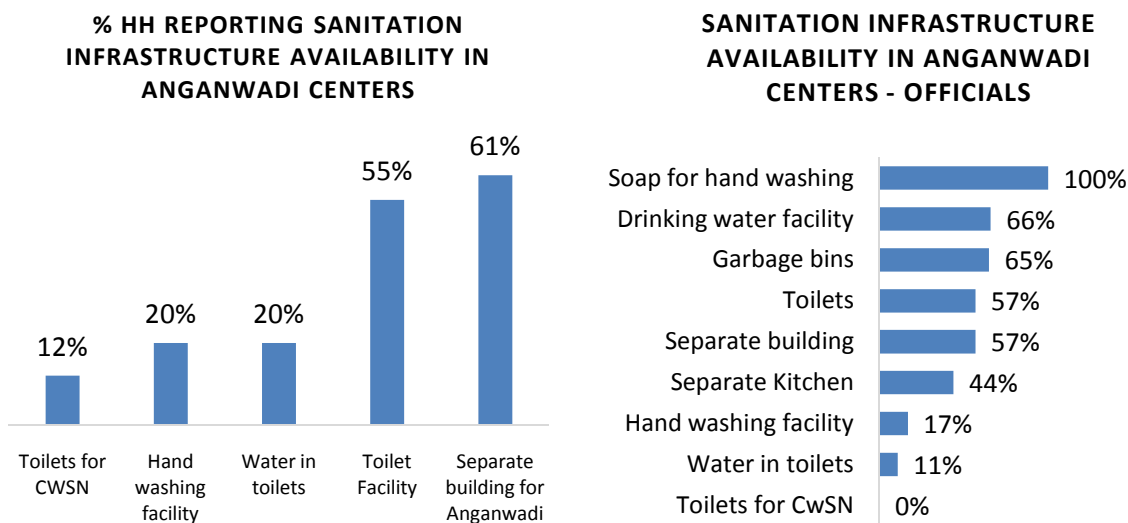 % HH REPORTING SANITATION
INFRASTRUCTURE AVAILABILITY IN
ANGANWADI CENTERS
12%
20%
20%
55%
61%
Toilets for
CWSN
Hand
washing
facility
Water in
toilets
Toilet
Facility
Separate
building for
Anganwadi
SANITATION INFRASTRUCTURE
AVAILABILITY IN ANGANWADI
CENTERS - OFFICIALS
Soap for hand washing 100%
Drinking water facility 66%
Garbage bins 65%
Toilets 57%
Separate building 57%
Separate Kitchen 44%
Hand washing facility 17%
Water in toilets 11%
Toilets for CwSN 0%